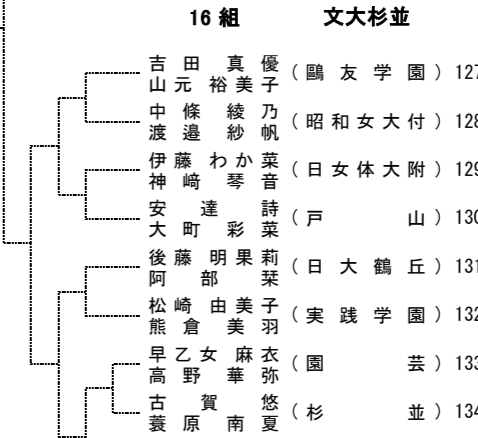 16 組 文大杉並
吉田 真優
山元 裕美子
(鷗友学園) 127
中條 綾乃
渡邉 紗帆
(昭和女大付) 128
伊藤 わか菜
神﨑 琴音
(日女体大附) 129
安達 詩
大町 彩菜
(戸山) 130
後藤 明果莉
阿部 栞
(日大鶴丘) 131
松崎 由美子
熊倉 美羽
(実践学園) 132
早乙女 麻衣
高野 華弥
(園芸) 133
古賀 悠
蓑原 南夏
(杉並) 134